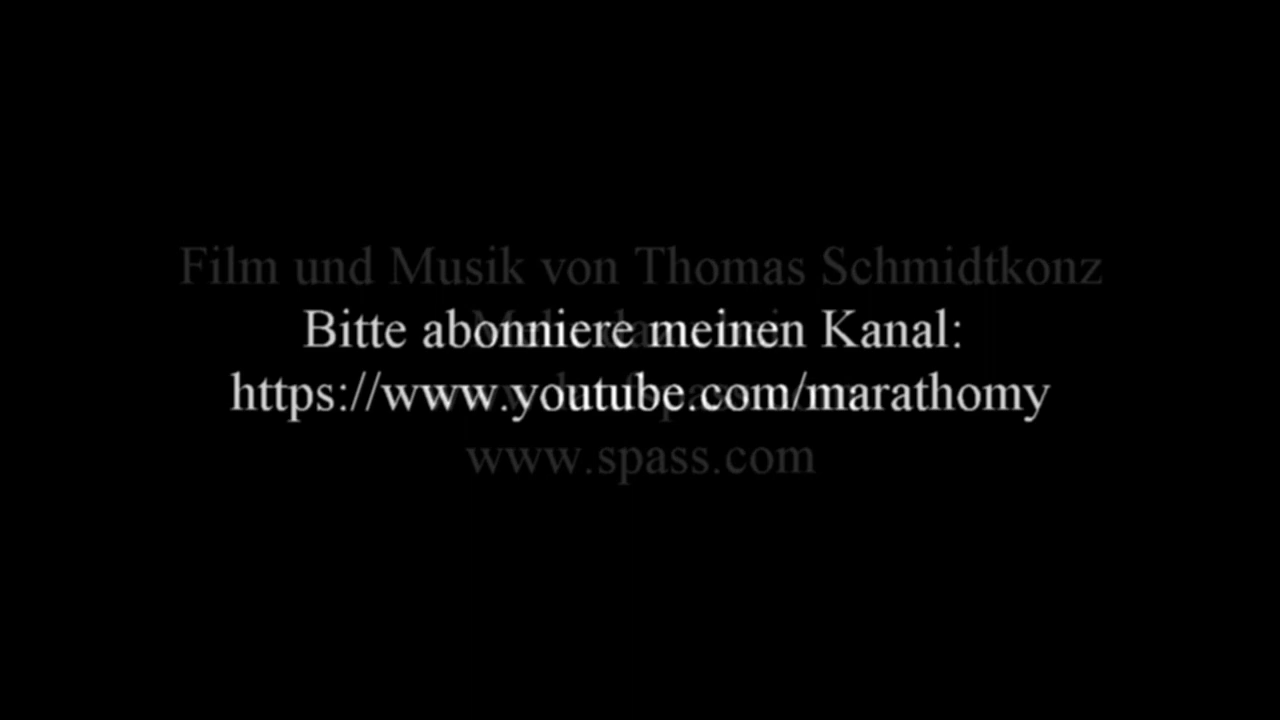 Film und Musik von Thomas Schmidtkonz
Bitte abonniere meinen Kanal:
https://www.youtube.com/marathomy
www.spass.com